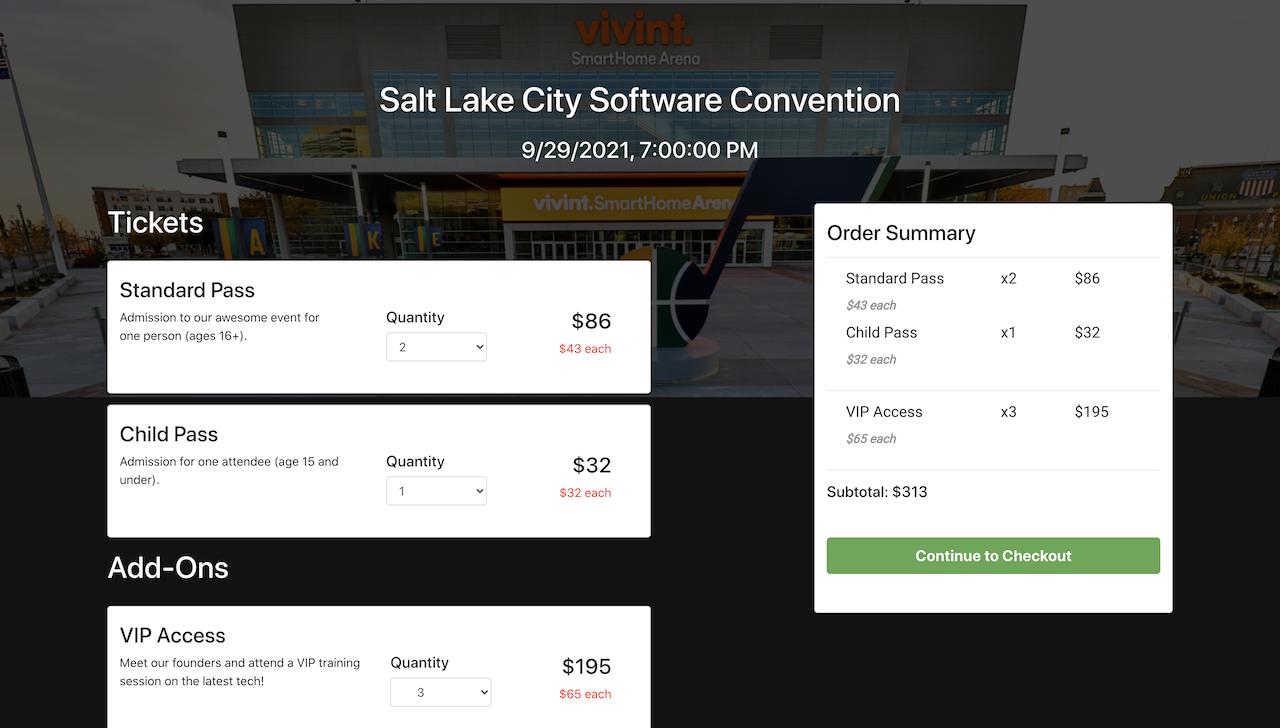 vivint.
SmartHome Arena
Salt Lake City Software Convention
9/29/2021, 7:00:00 PM
vivint.SmartHome Aren
UNION
A K E
Tickets
Standard Pass
Admission to our awesome event for
one person (ages 16+).
Quantity
2
$86
$43 each
Child Pass
Admission for one attendee (age 15 and
under).
Quantity
1
$32
$32 each
Add-Ons
VIP Access
Meet our founders and attend a VIP training
session on the latest tech!
Quantity
3
$195
$65 each
Order Summary
Standard Pass x2 $86
$43 each
Child Pass x1 $32
$32 each
VIP Access x3 $195
$65 each
Subtotal: $313
Continue to Checkout